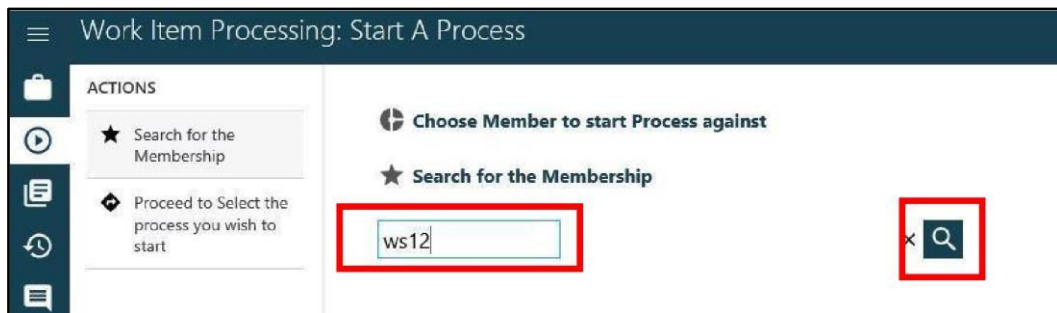 Work Item Processing: Start A Process
ACTIONS
Search for the
Membership
Proceed to Select the
process you wish to
start
Choose Member to start Process against
Search for the Membership
ws12